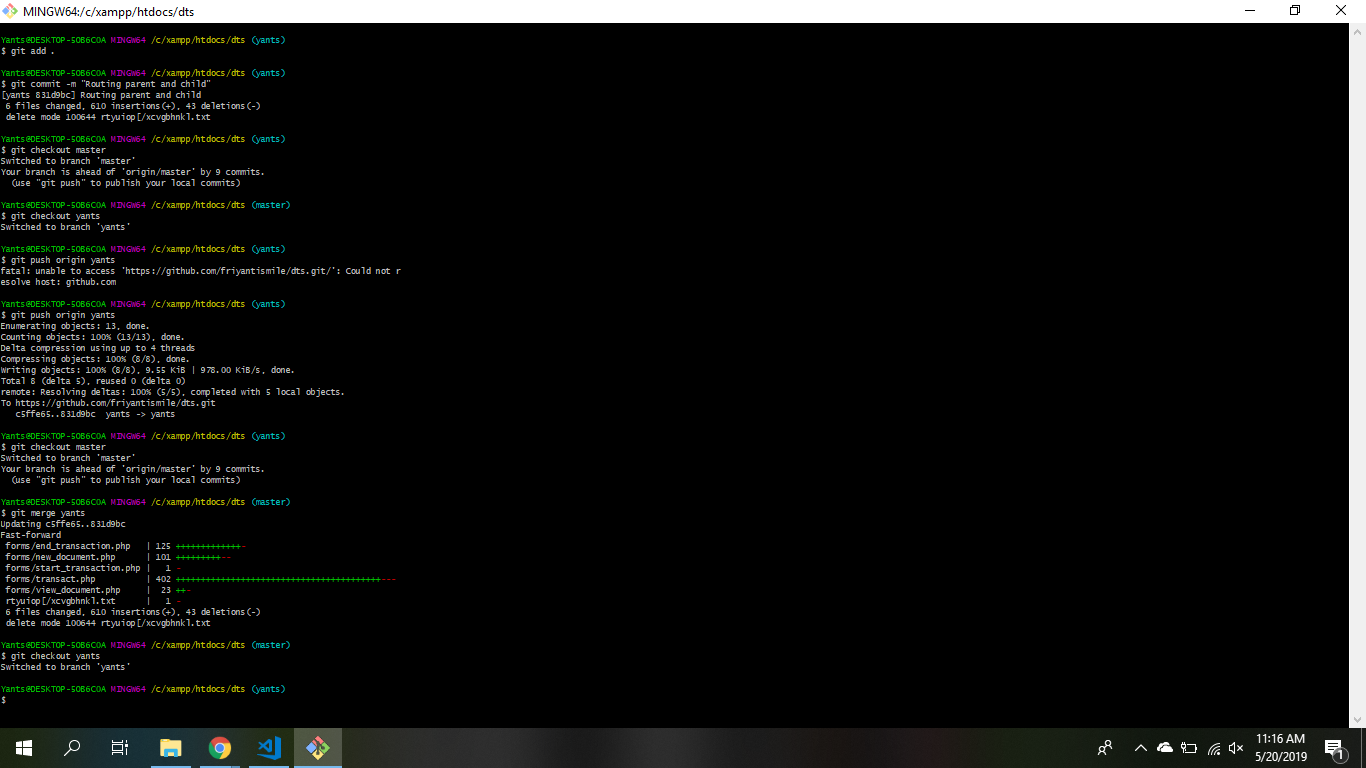 MINGW64:/c/xampp/htdocs/dts
Yants@DESKTOP-5OB6COA MINGW64 /c/xampp/htdocs/dts (yants)
$ git add .
Yants@DESKTOP-5OB6COA MINGW64 /c/xampp/htdocs/dts (yants)
$ git commit -m "Routing parent and child"
[yants 831d9bc] Routing parent and child
 6 files changed, 610 insertions(+), 43 deletions(-)
 delete mode 100644 rtyuiop[/xcvgbhnkl.txt
Yants@DESKTOP-5OB6COA MINGW64 /c/xampp/htdocs/dts (yants)
$ git checkout master
Switched to branch 'master'
Your branch is ahead of 'origin/master' by 9 commits.
  (use "git push" to publish your local commits)
Yants@DESKTOP-5OB6COA MINGW64 /c/xampp/htdocs/dts (master)
$ git checkout yants
Switched to branch 'yants'
Yants@DESKTOP-5OB6COA MINGW64 /c/xampp/htdocs/dts (yants)
$ git push origin yants
fatal: unable to access 'https://github.com/friyantismile/dts.git/': Could not r
esolve host: github.com
Yants@DESKTOP-5OB6COA MINGW64 /c/xampp/htdocs/dts (yants)
$ git push origin yants
Enumerating objects: 13, done.
Counting objects: 100% (13/13), done.
Delta compression using up to 4 threads
Compressing objects: 100% (8/8), done.
Writing objects: 100% (8/8), 9.55 KiB | 978.00 KiB/s, done.
Total 8 (delta 5), reused 0 (delta 0)
remote: Resolving deltas: 100% (5/5), completed with 5 local objects.
To https://github.com/friyantismile/dts.git
   c5ffe65..831d9bc  yants -> yants
Yants@DESKTOP-5OB6COA MINGW64 /c/xampp/htdocs/dts (yants)
$ git checkout master
Switched to branch 'master'
Your branch is ahead of 'origin/master' by 9 commits.
  (use "git push" to publish your local commits)
Yants@DESKTOP-5OB6COA MINGW64 /c/xampp/htdocs/dts (master)
$ git merge yants
Updating c5ffe65..831d9bc
Fast-forward
 forms/end_transaction.php   | 125 +++++++++++++-
 forms/new_document.php      | 101 +++++++++--
 forms/start_transaction.php |   1 -
 forms/transact.php          | 402 +++++++++++++++++++++++++++++++++++++++++---
 forms/view_document.php     |  23 ++-
 rtyuiop[/xcvgbhnkl.txt      |   1 -
 6 files changed, 610 insertions(+), 43 deletions(-)
 delete mode 100644 rtyuiop[/xcvgbhnkl.txt
Yants@DESKTOP-5OB6COA MINGW64 /c/xampp/htdocs/dts (master)
$ git checkout yants
Switched to branch 'yants'
Yants@DESKTOP-5OB6COA MINGW64 /c/xampp/htdocs/dts (yants)
$
11:16 AM
5/20/2019
1